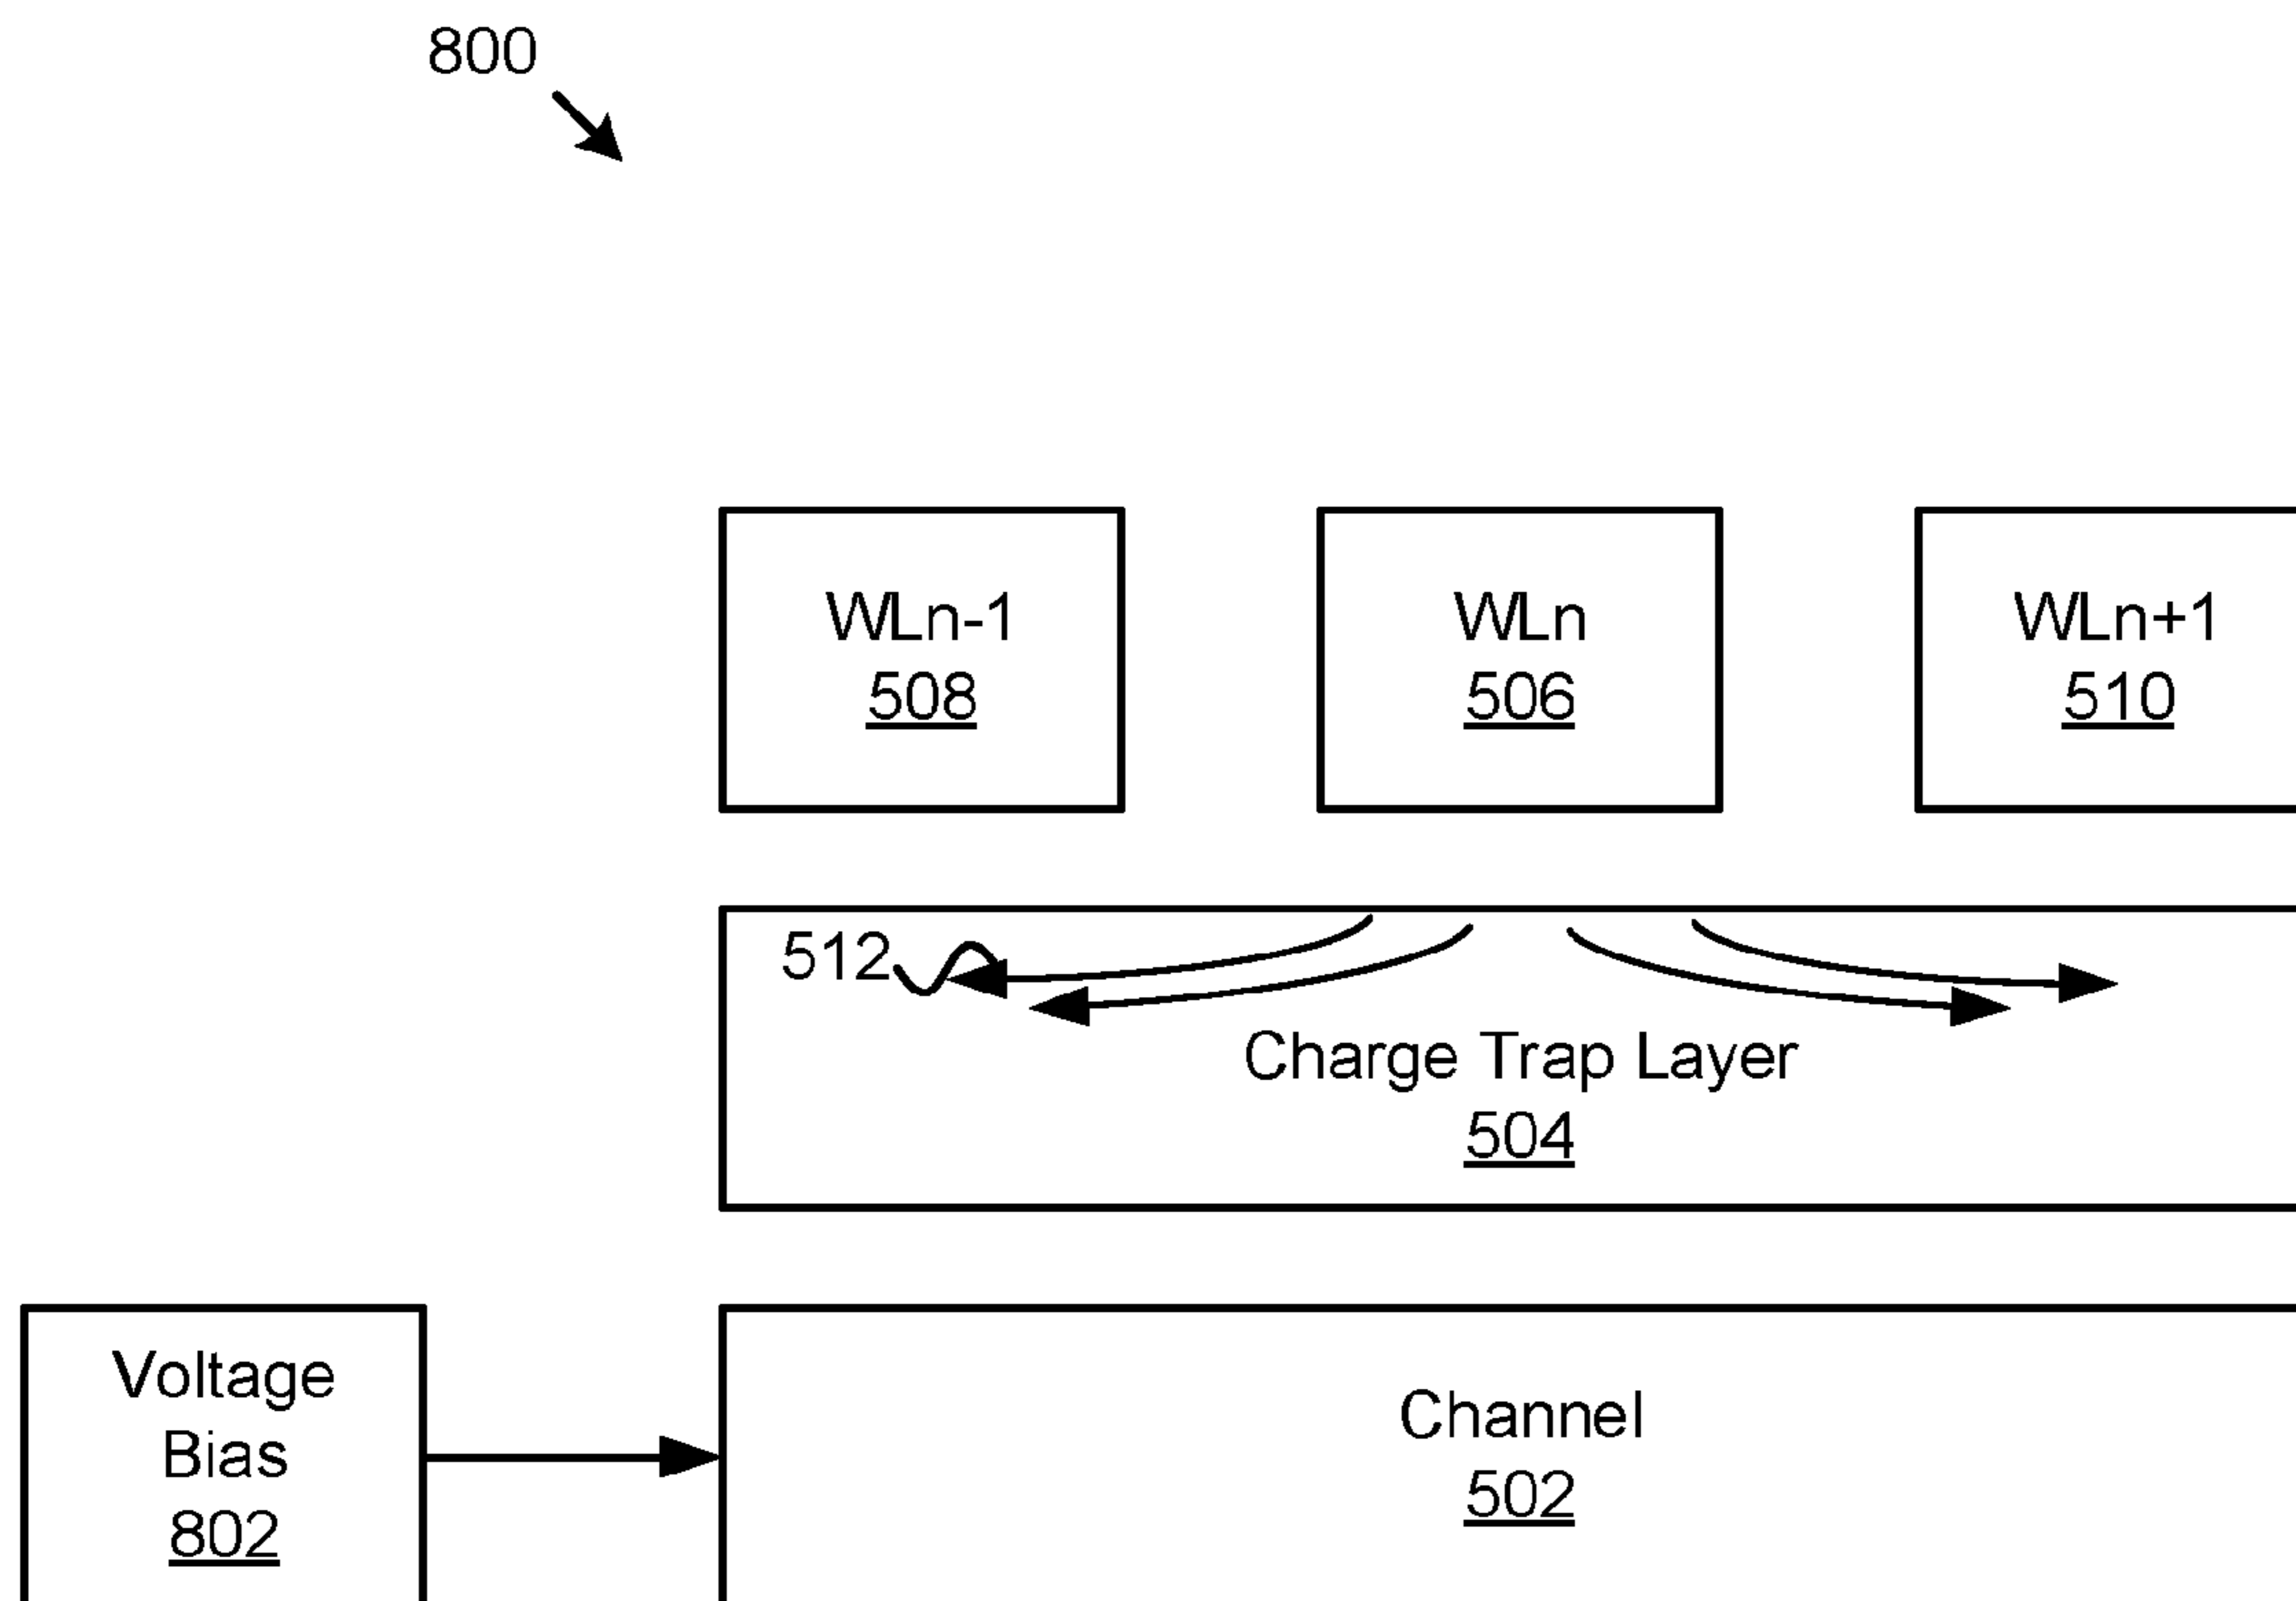 800
WLn-1
508
WLn
506
WLn+1
510
512
Charge Trap Layer
504
Voltage
Bias
802
Channel
502